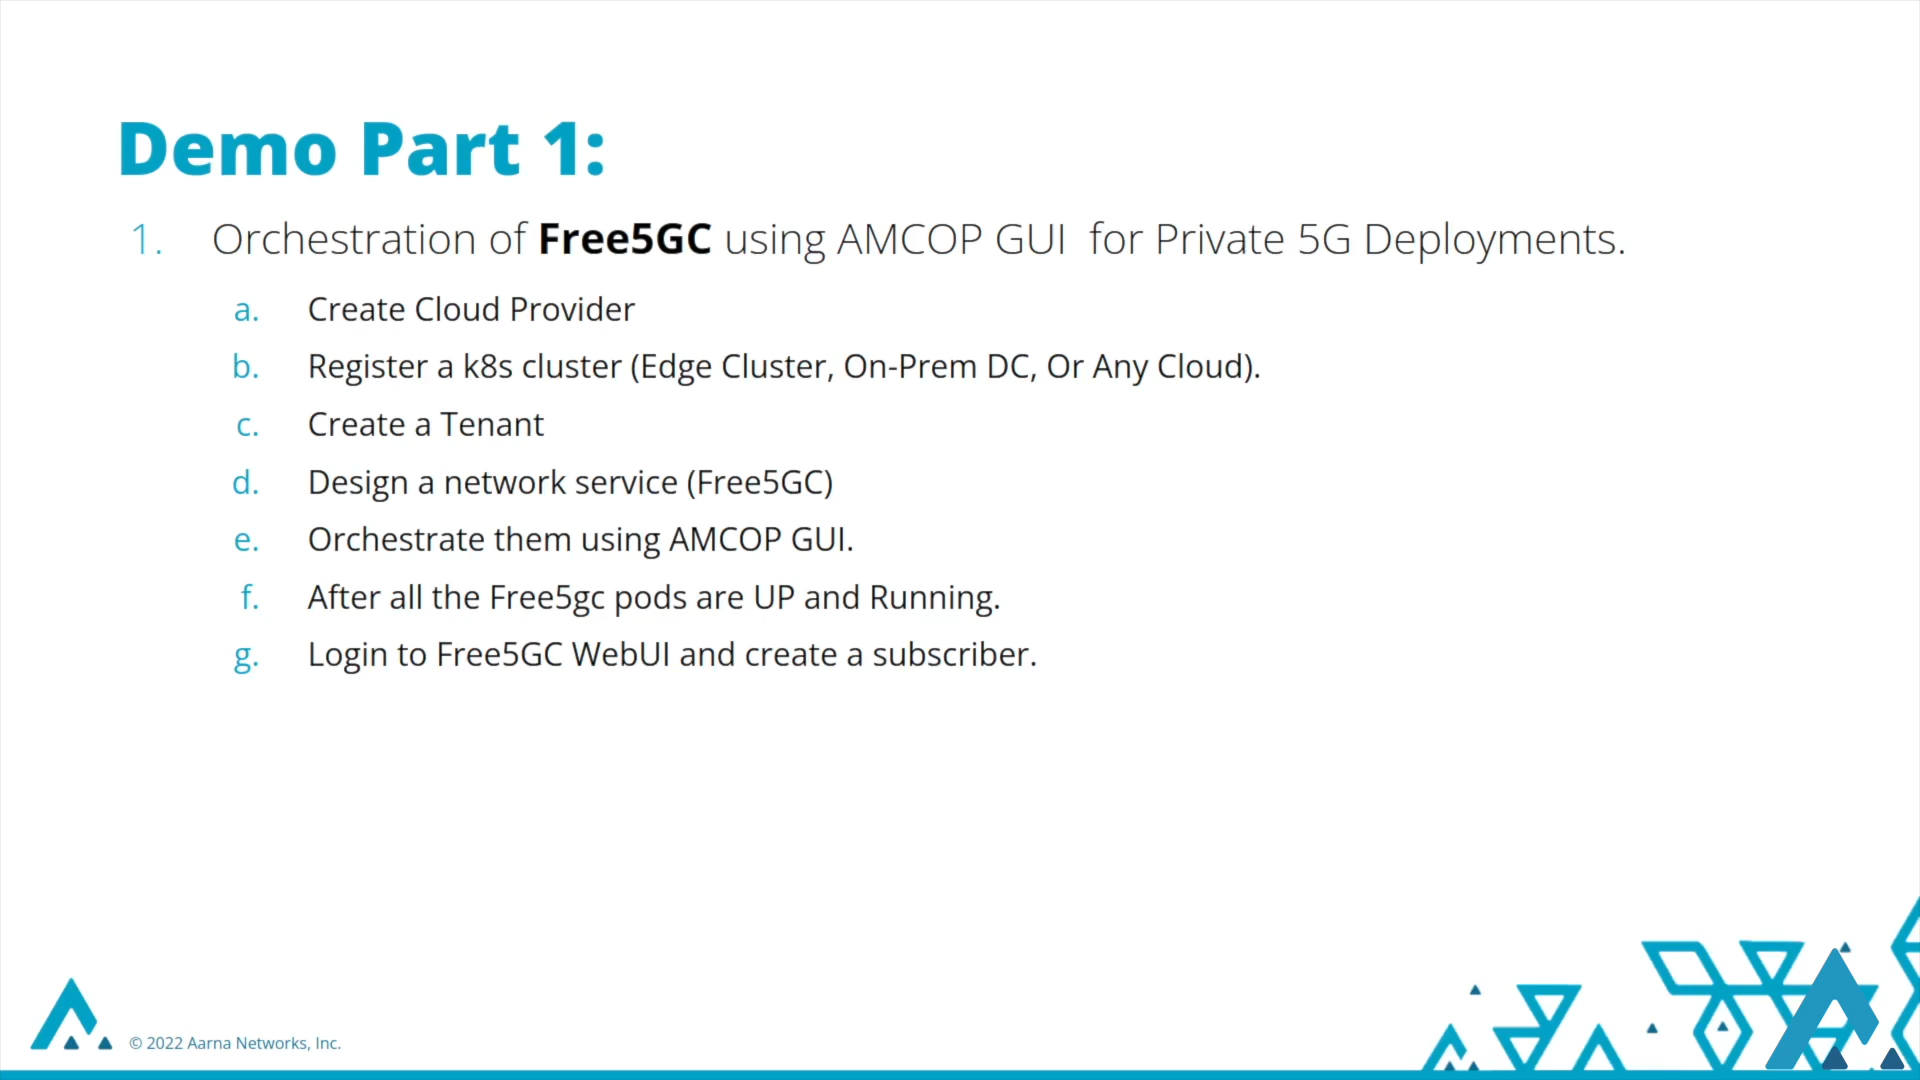 Demo Part 1:
1. Orchestration of Free5GC using AMCOP GUI  for Private 5G Deployments.
a. Create Cloud Provider
b. Register a k8s cluster (Edge Cluster, On-Prem DC, Or Any Cloud).
c. Create a Tenant
d. Design a network service (Free5GC)
e. Orchestrate them using AMCOP GUI.
f. After all the Free5gc pods are UP and Running.
g. Login to Free5GC WebUI and create a subscriber.
© 2022 Aarna Networks, Inc.